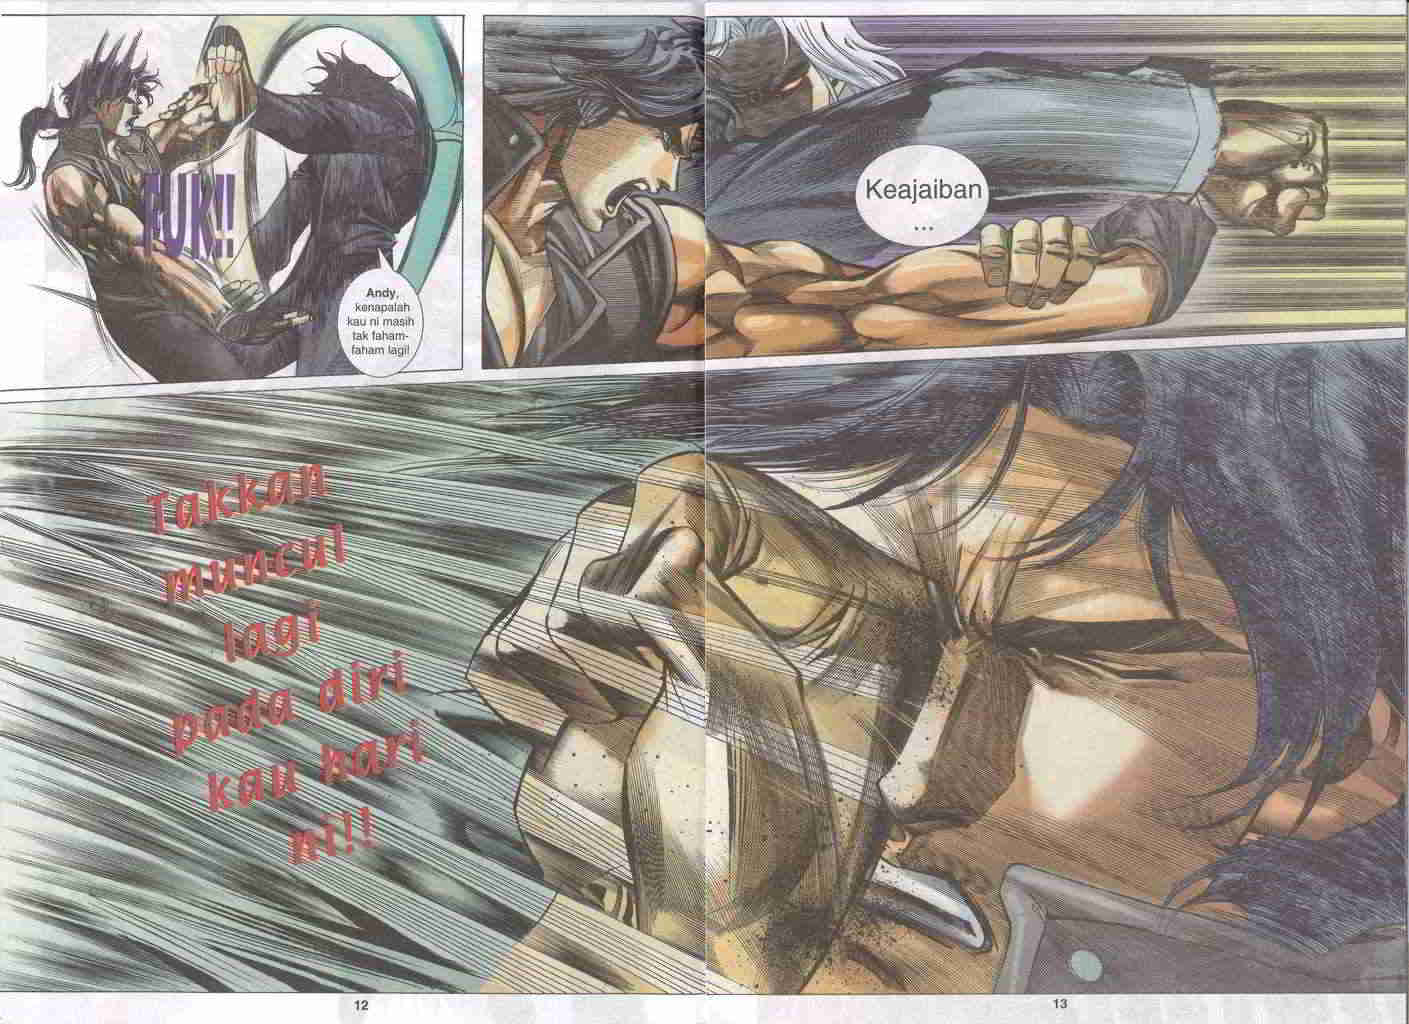 FUK!!
Andy,
kenapalah
kau ni masih
tak faham-
faham lagi!
Keajaiban
...
Takkan
muncul
lagi
pada diri
kau hari
ni!!
12
13